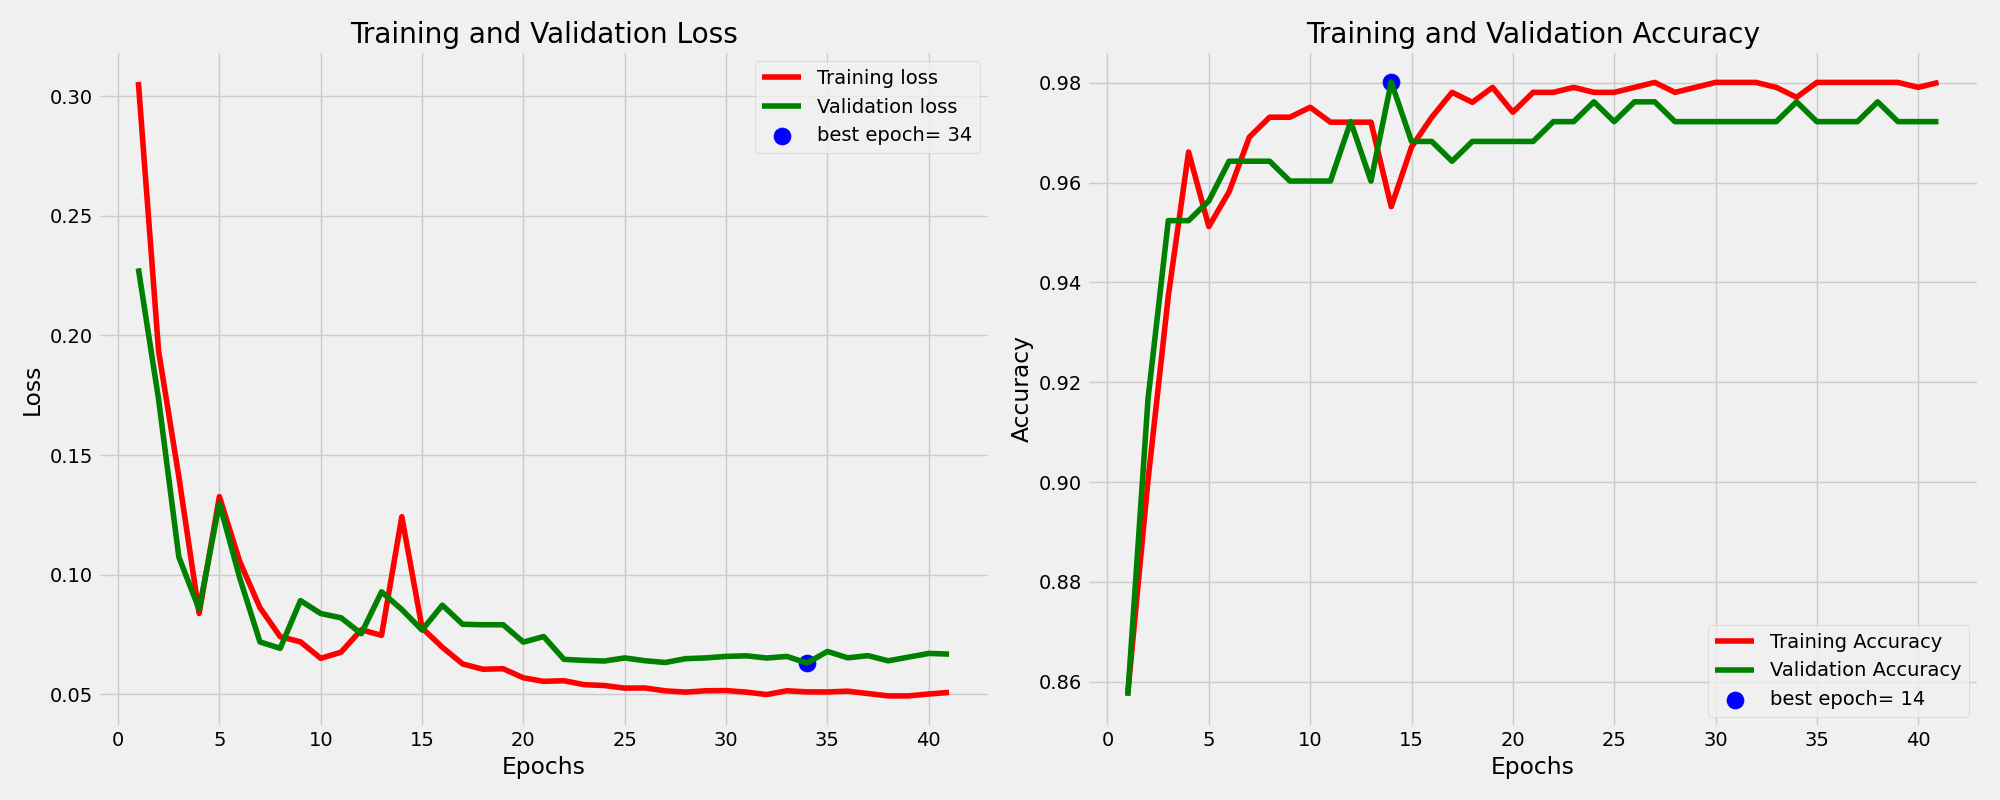 Training and Validation Loss
Training loss
Validation loss
best epoch= 34
0.30
0.25
0.20
0.15
0.10
0.05
Loss
0 5 10 15 20 25 30 35 40
Epochs
Training and Validation Accuracy
0.98
0.96
0.94
0.92
0.90
0.88
0.86
Accuracy
Training Accuracy
Validation Accuracy
best epoch= 14
0 5 10 15 20 25 30 35 40
Epochs